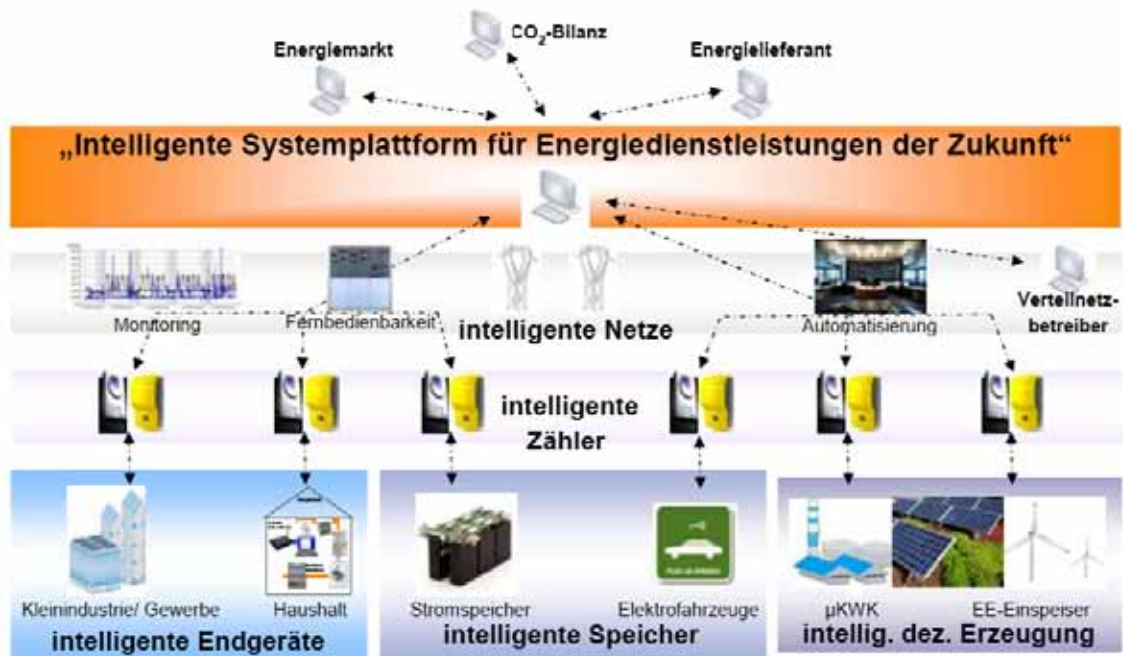 CO₂-Bilanz
Energiemarkt
Energielieferant
„Intelligente Systemplattform für Energiedienstleistungen der Zukunft“
Monitoring
Fernbedienbarkeit
intelligente Netze
Automatisierung
Verteilnetz-
betreiber
intelligente
Zähler
Kleinindustrie/ Gewerbe
Haushalt
intelligente Endgeräte
Stromspeicher
Elektrofahrzeuge
intelligente Speicher
µKWK
EE-Einspeiser
intellig. dez. Erzeugung